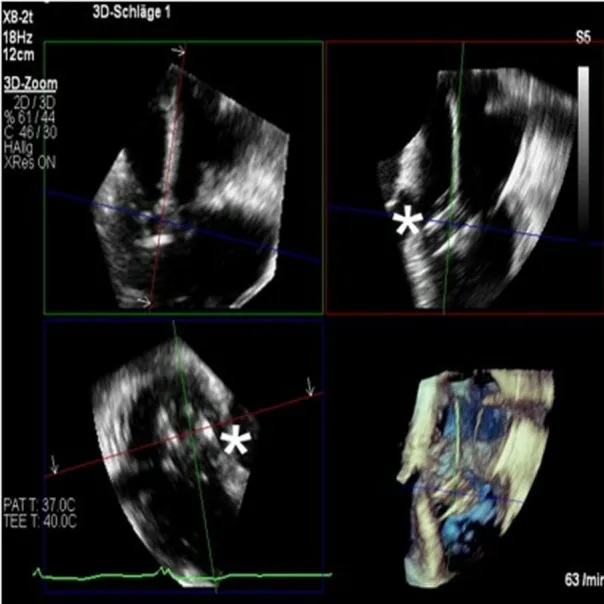 3D-Schläge 1
X8-2t
18Hz
12cm
3D-Zoom
2D / 3D
% 61 / 44
C 46 / 30
HAllg
XRes ON
S5
*
*
PAT T: 37.0C
TEE T: 40.0C
63 /min